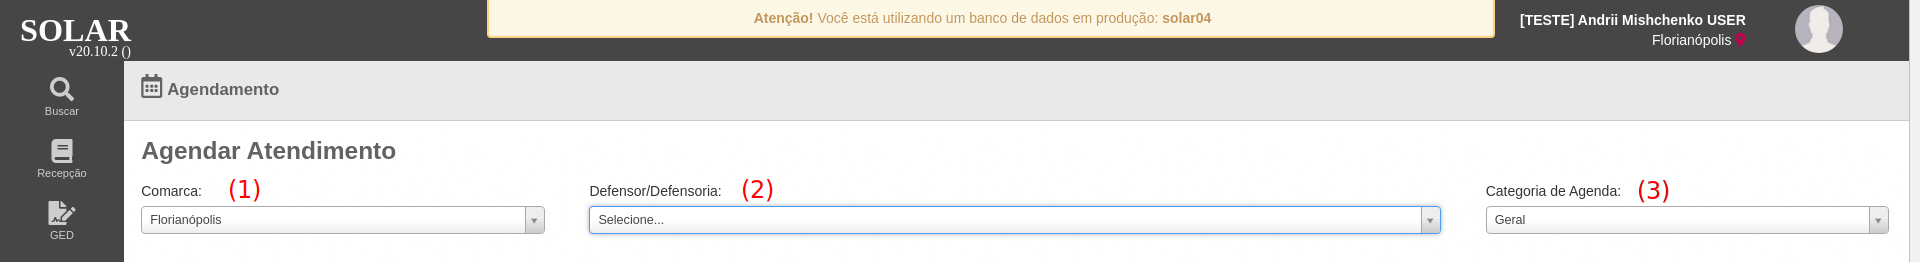 SOLAR
v20.10.2 ()
Atenção! Você está utilizando um banco de dados em produção: solar04
[TESTE] Andrii Mishchenko USER
Florianópolis
Buscar
Recepção
GED
Agendamento
Agendar Atendimento
Comarca: (1)
Florianópolis
Defensor/Defensoria: (2)
Selecione...
Categoria de Agenda: (3)
Geral